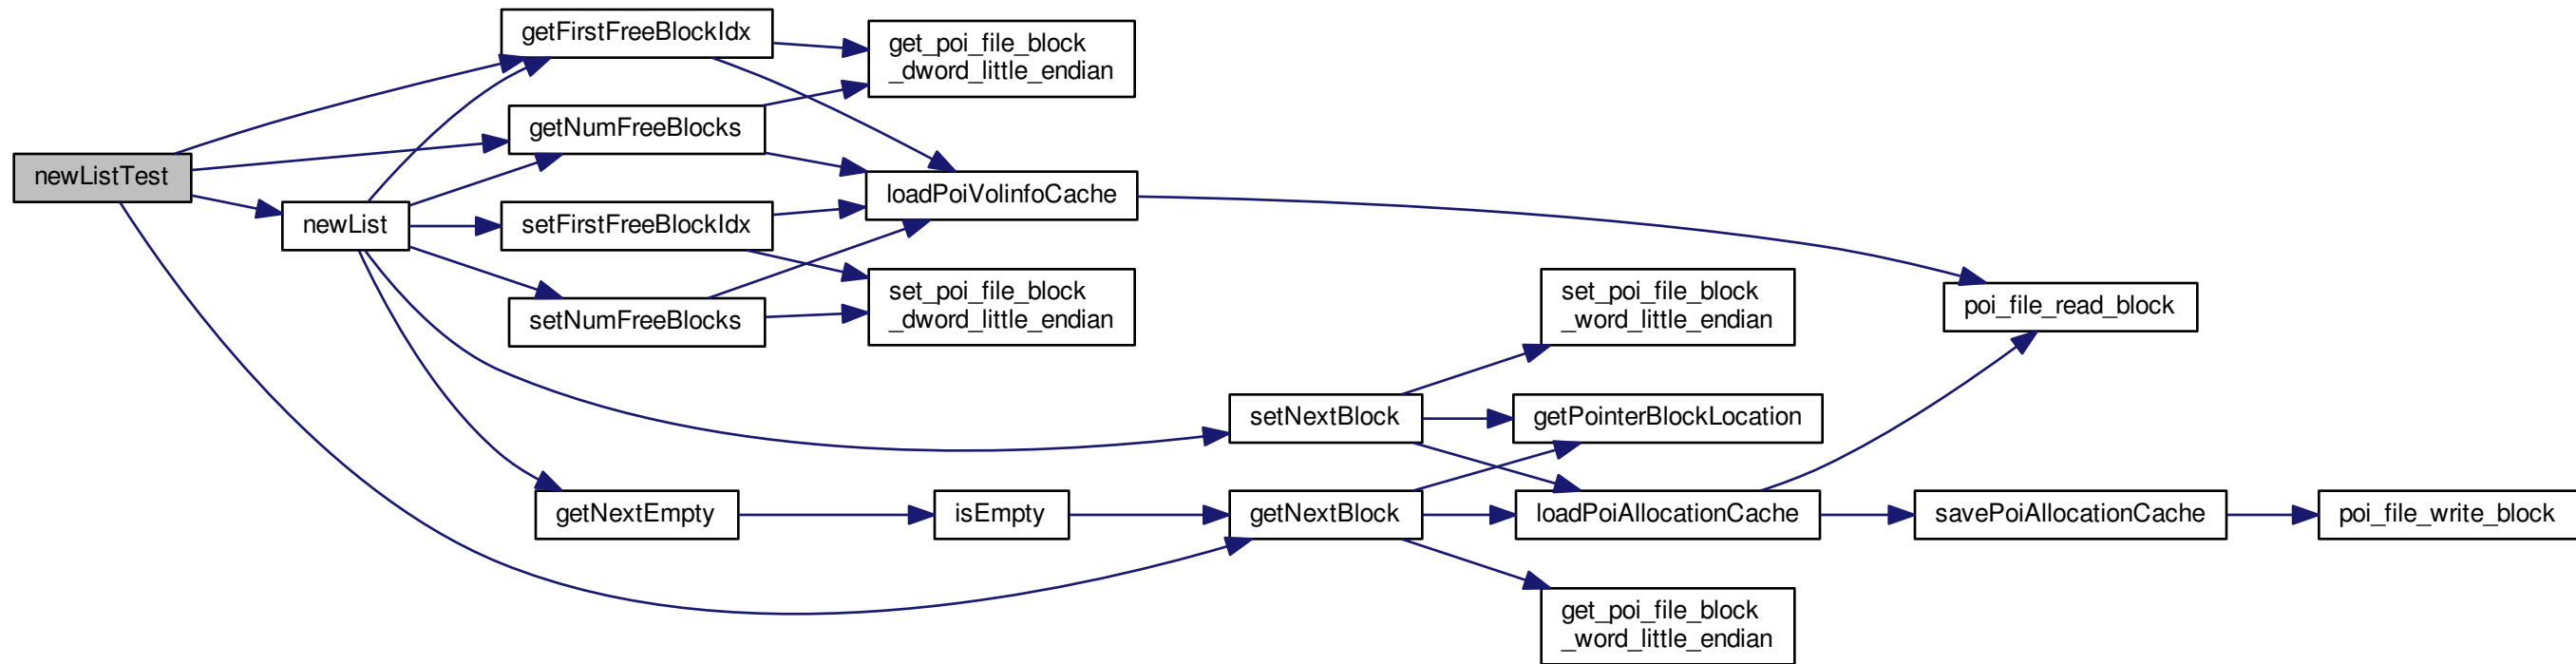 newListTest
newList
getFirstFreeBlockIdx
getNumFreeBlocks
setFirstFreeBlockIdx
setNumFreeBlocks
getNextEmpty
get_poi_file_block
_dword_little_endian
loadPoiVolinfoCache
set_poi_file_block
_dword_little_endian
isEmpty
setNextBlock
getNextBlock
set_poi_file_block
_word_little_endian
getPointerBlockLocation
loadPoiAllocationCache
get_poi_file_block
_word_little_endian
poi_file_read_block
savePoiAllocationCache
poi_file_write_block